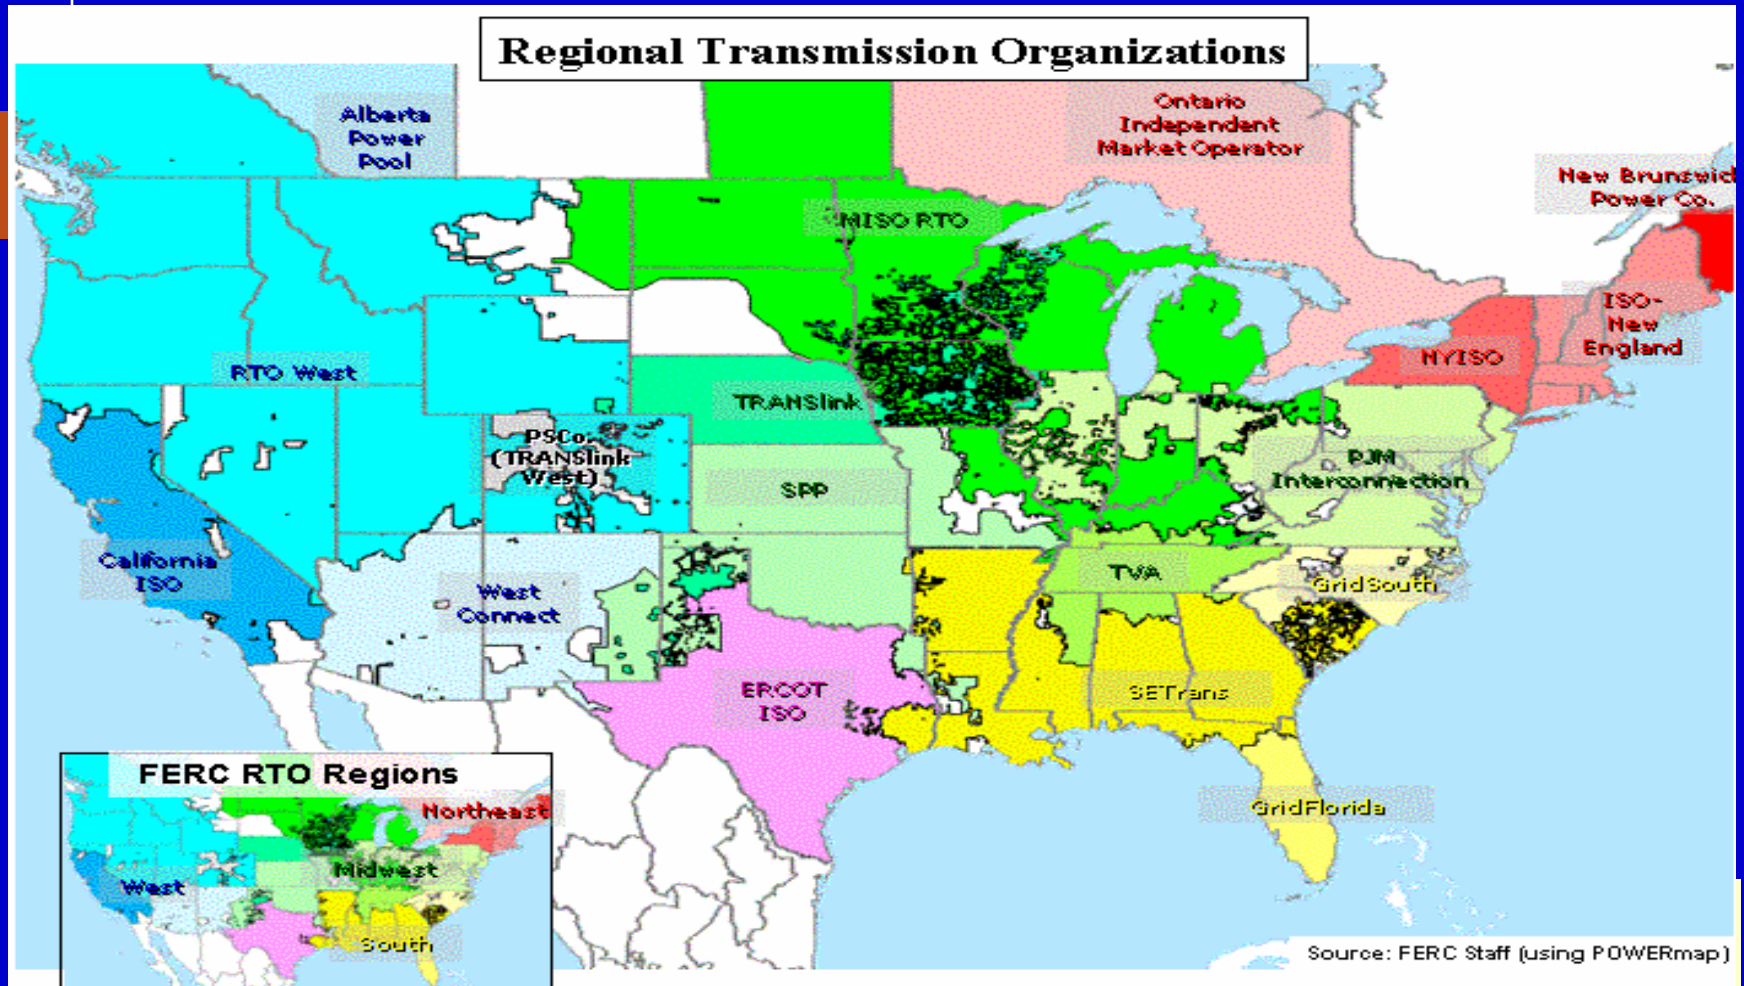 Regional Transmission Organizations
Alberta
Power
Pool
Ontario
Independent
Market Operator
New Brunswick
Power Co.
MISO RTO
ISO-
New
England
NYISO
RTO West
TRANSlink
PSCo.
(TRANSlink
West)
PJM
Interconnection
SPP
California
ISO
West
Connect
TVA
GridSouth
ERCOT
ISO
SETrans
GridFlorida
FERC RTO Regions
Northeast
Midwest
West
South
Source: FERC Staff (using POWERmap)